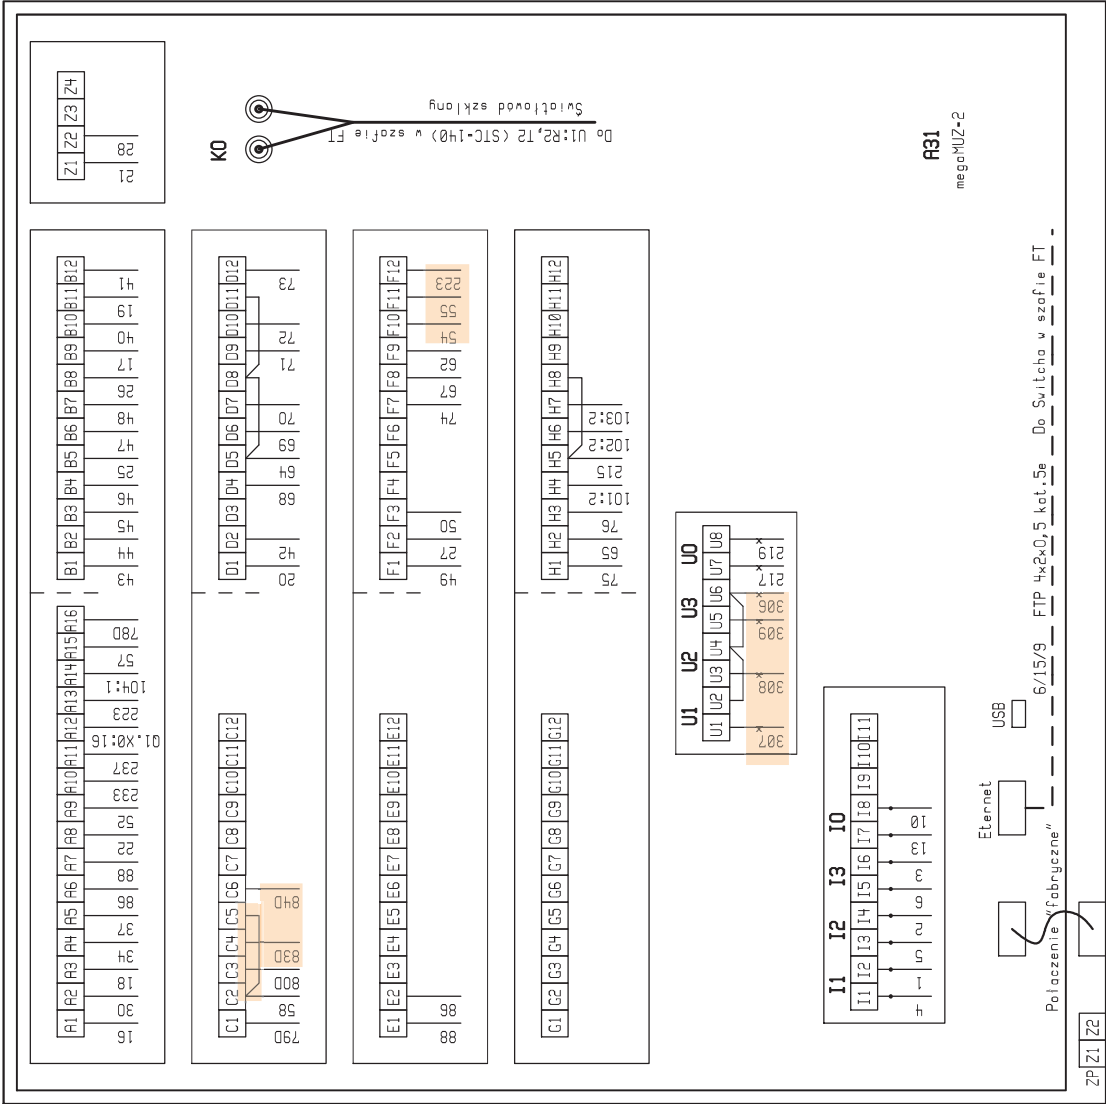 Z1 Z2 Z3 Z4
21
28
KO
Do U1:R2,T2 (STC-140) w szafie FT
Światłowód szklany
A31
megaMUZ-2
B1 B2 B3 B4 B5 B6 B7 B8 B9 B10 B11 B12
43
44
45
46
25
47
48
26
17
40
19
41
A1 A2 A3 A4 A5 A6 A7 A8 A9 A10 A11 A12 A13 A14 A15 A16
16
30
18
34
37
86
88
22
52
233
237
Q1.X0:16
223
104:1
57
78D
D1 D2 D3 D4 D5 D6 D7 D8 D9 D10 D11 D12
20
42
68
64
69
70
71
72
73
C1 C2 C3 C4 C5 C6 C7 C8 C9 C10 C11 C12
79D
58
80D
83D
84D
F1 F2 F3 F4 F5 F6 F7 F8 F9 F10 F11 F12
49
27
50
74
67
62
54
55
223
E1 E2 E3 E4 E5 E6 E7 E8 E9 E10 E11 E12
88
86
H1 H2 H3 H4 H5 H6 H7 H8 H9 H10 H11 H12
75
65
76
101:2
215
102:2
103:2
G1 G2 G3 G4 G5 G6 G7 G8 G9 G10 G11 G12
U1 U2 U3 U0
U1 U2 U3 U4 U5 U6 U7 U8
307
308
309
306
217
219
I1 I2 I3 I0
I1 I2 I3 I4 I5 I6 I7 I8 I9 I10 I11
4
1
5
2
6
3
13
10
Eternet
USB
Połączenie "fabryczne"
6/15/9 FTP 4x2x0,5 kat.5e Do Switcha w szafie FT
ZP Z1 Z2